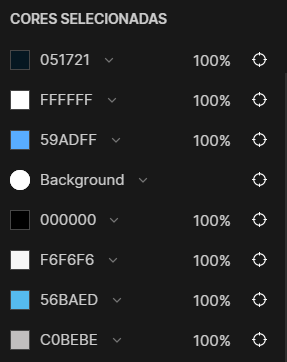 CORES SELECIONADAS
051721 100%
FFFFFF 100%
59ADFF 100%
Background
000000 100%
F6F6F6 100%
56BAED 100%
C0BEBE 100%